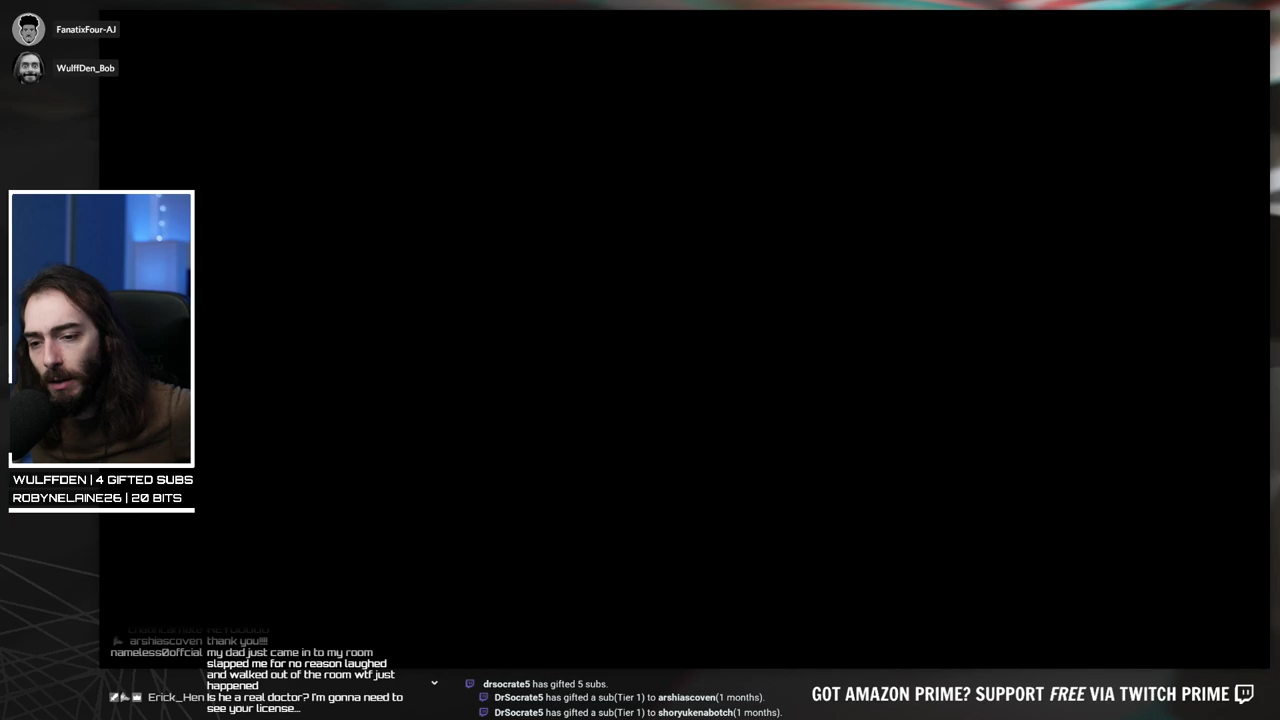 FanatixFour-AJ
WulffDen_Bob
WULFFDEN | 4 GIFTED SUBS
ROBYNELAINE26 | 20 BITS
arshiascoven thank you!!!!
nameless0offcial my dad just came in to my room
slapped me for no reason laughed
and walked out of the room wtf just
happened
Erick_Hen Is he a real doctor? I'm gonna need to
see your license...
drsocrate5 has gifted 5 subs.
DrSocrate5 has gifted a sub(Tier 1) to arshiascoven(1 months).
DrSocrate5 has gifted a sub(Tier 1) to shoryukenabotch(1 months).
GOT AMAZON PRIME? SUPPORT FREE VIA TWITCH PRIME